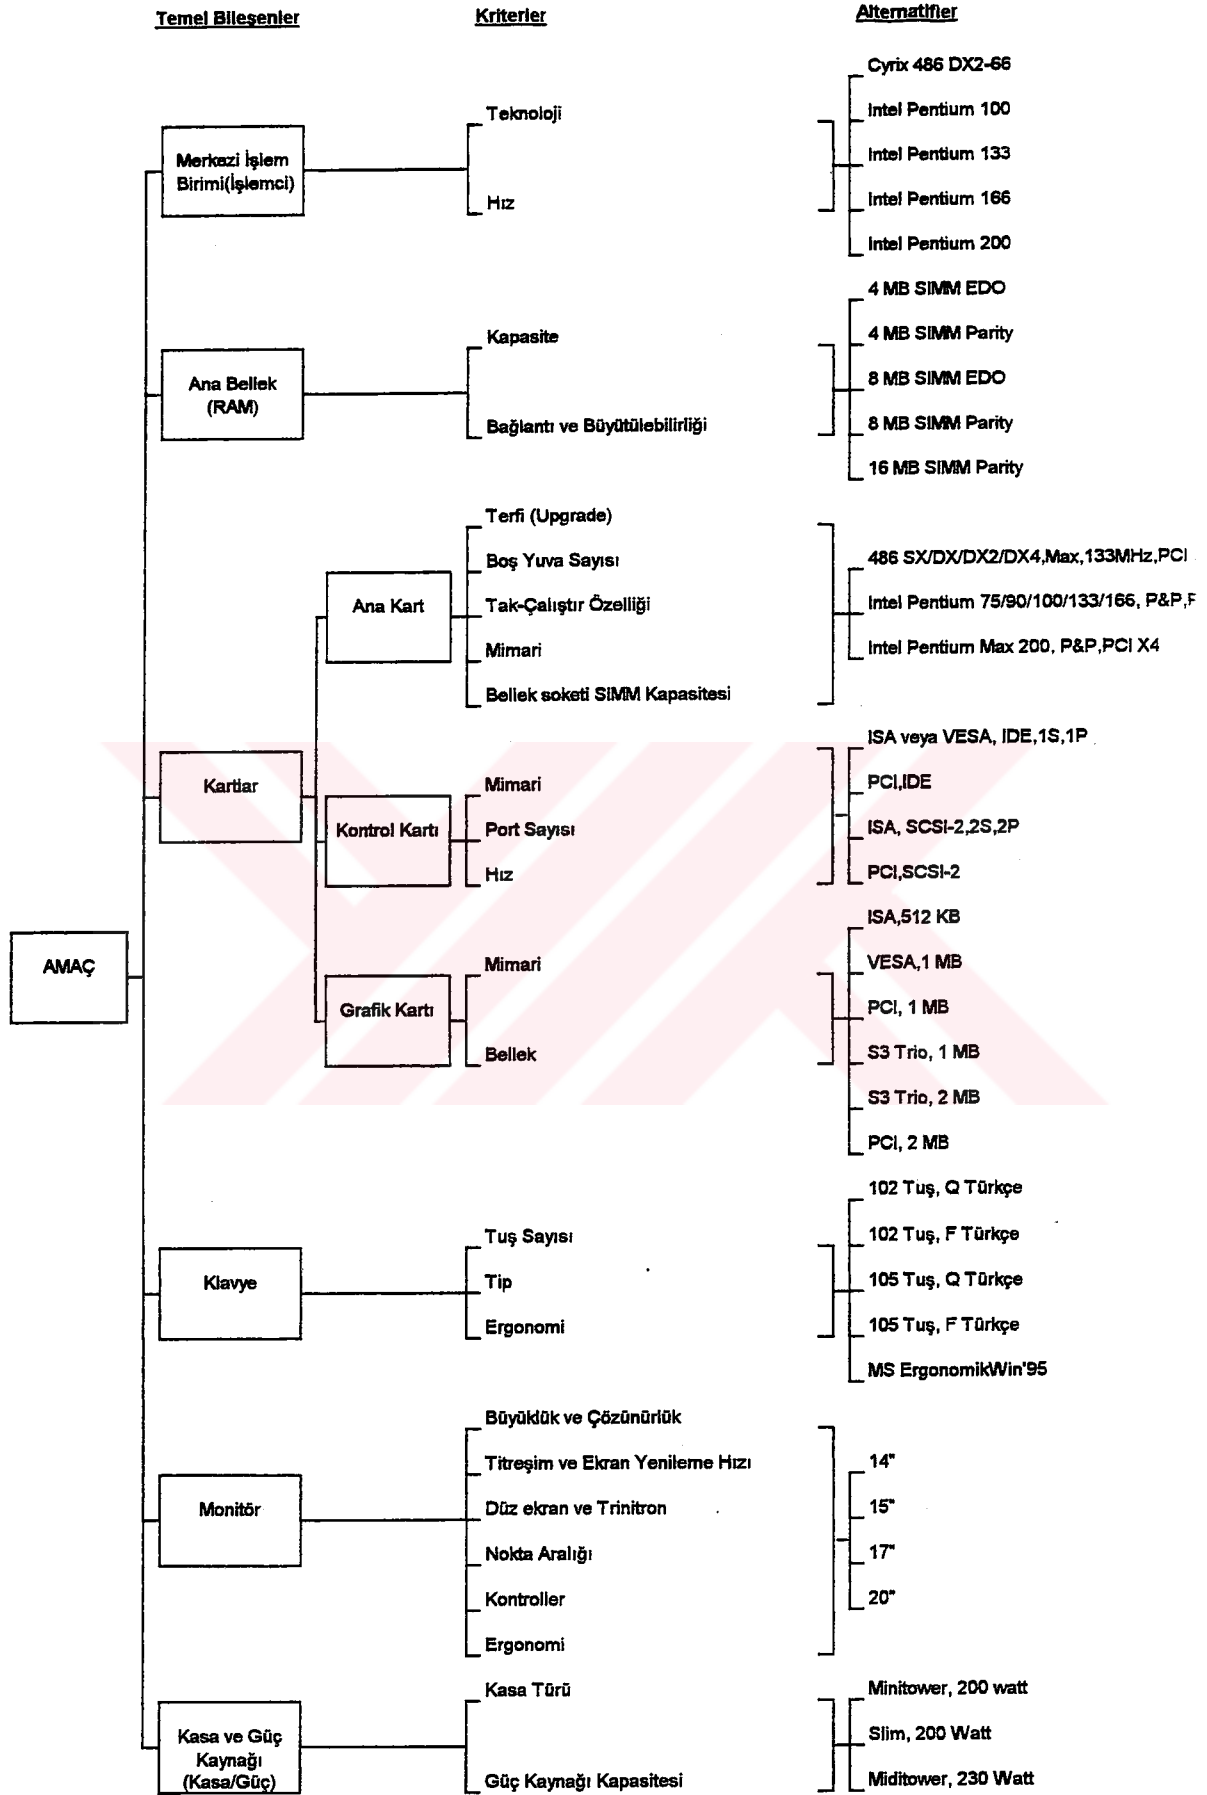 Temel Bileşenler
Kriterler
Alternatifler
Merkezi İşlem
Birimi(İşlemci)
Teknoloji
Hız
Cyrix 486 DX2-66
Intel Pentium 100
Intel Pentium 133
Intel Pentium 166
Intel Pentium 200
Ana Bellek
(RAM)
Kapasite
Bağlantı ve Büyütülebilirliği
4 MB SIMM EDO
4 MB SIMM Parity
8 MB SIMM EDO
8 MB SIMM Parity
16 MB SIMM Parity
Kartlar
Ana Kart
Terfi (Upgrade)
Boş Yuva Sayısı
Tak-Çalıştır Özelliği
Mimari
Bellek soketi SIMM Kapasitesi
486 SX/DX/DX2/DX4,Max,133MHz,PCI
Intel Pentium 75/90/100/133/166, P&P,
Intel Pentium Max 200, P&P,PCI X4
Kontrol Kartı
Mimari
Port Sayısı
Hız
ISA veya VESA, IDE,1S,1P
PCI,IDE
ISA, SCSI-2,2S,2P
PCI,SCSI-2
AMAÇ
Grafik Kartı
Mimari
Bellek
ISA,512 KB
VESA,1 MB
PCI, 1 MB
S3 Trio, 1 MB
S3 Trio, 2 MB
PCI, 2 MB
Klavye
Tuş Sayısı
Tip
Ergonomi
102 Tuş, Q Türkçe
102 Tuş, F Türkçe
105 Tuş, Q Türkçe
105 Tuş, F Türkçe
MS ErgonomikWin'95
Monitör
Büyüklük ve Çözünürlük
Titreşim ve Ekran Yenileme Hızı
Düz ekran ve Trinitron
Nokta Aralığı
Kontroller
Ergonomi
14"
15"
17"
20"
Kasa ve Güç
Kaynağı
(Kasa/Güç)
Kasa Türü
Güç Kaynağı Kapasitesi
Minitower, 200 watt
Slim, 200 Watt
Miditower, 230 Watt